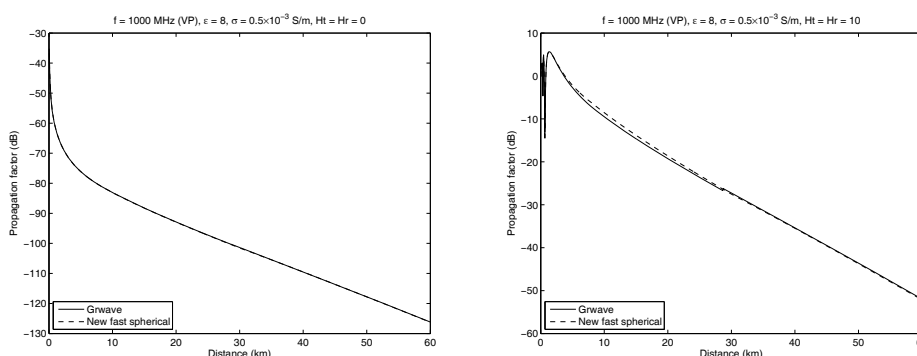 f = 1000 MHz (VP), ε = 8, σ = 0.5×10⁻³ S/m, Ht = Hr = 0
-30
-40
-50
-60
-70
-80
-90
-100
-110
-120
-130
Propagation factor (dB)
Grwave
New fast spherical
0 10 20 30 40 50 60
Distance (km)
f = 1000 MHz (VP), ε = 8, σ = 0.5×10⁻³ S/m, Ht = Hr = 10
10
0
-10
-20
-30
-40
-50
-60
Propagation factor (dB)
Grwave
New fast spherical
0 10 20 30 40 50 60
Distance (km)